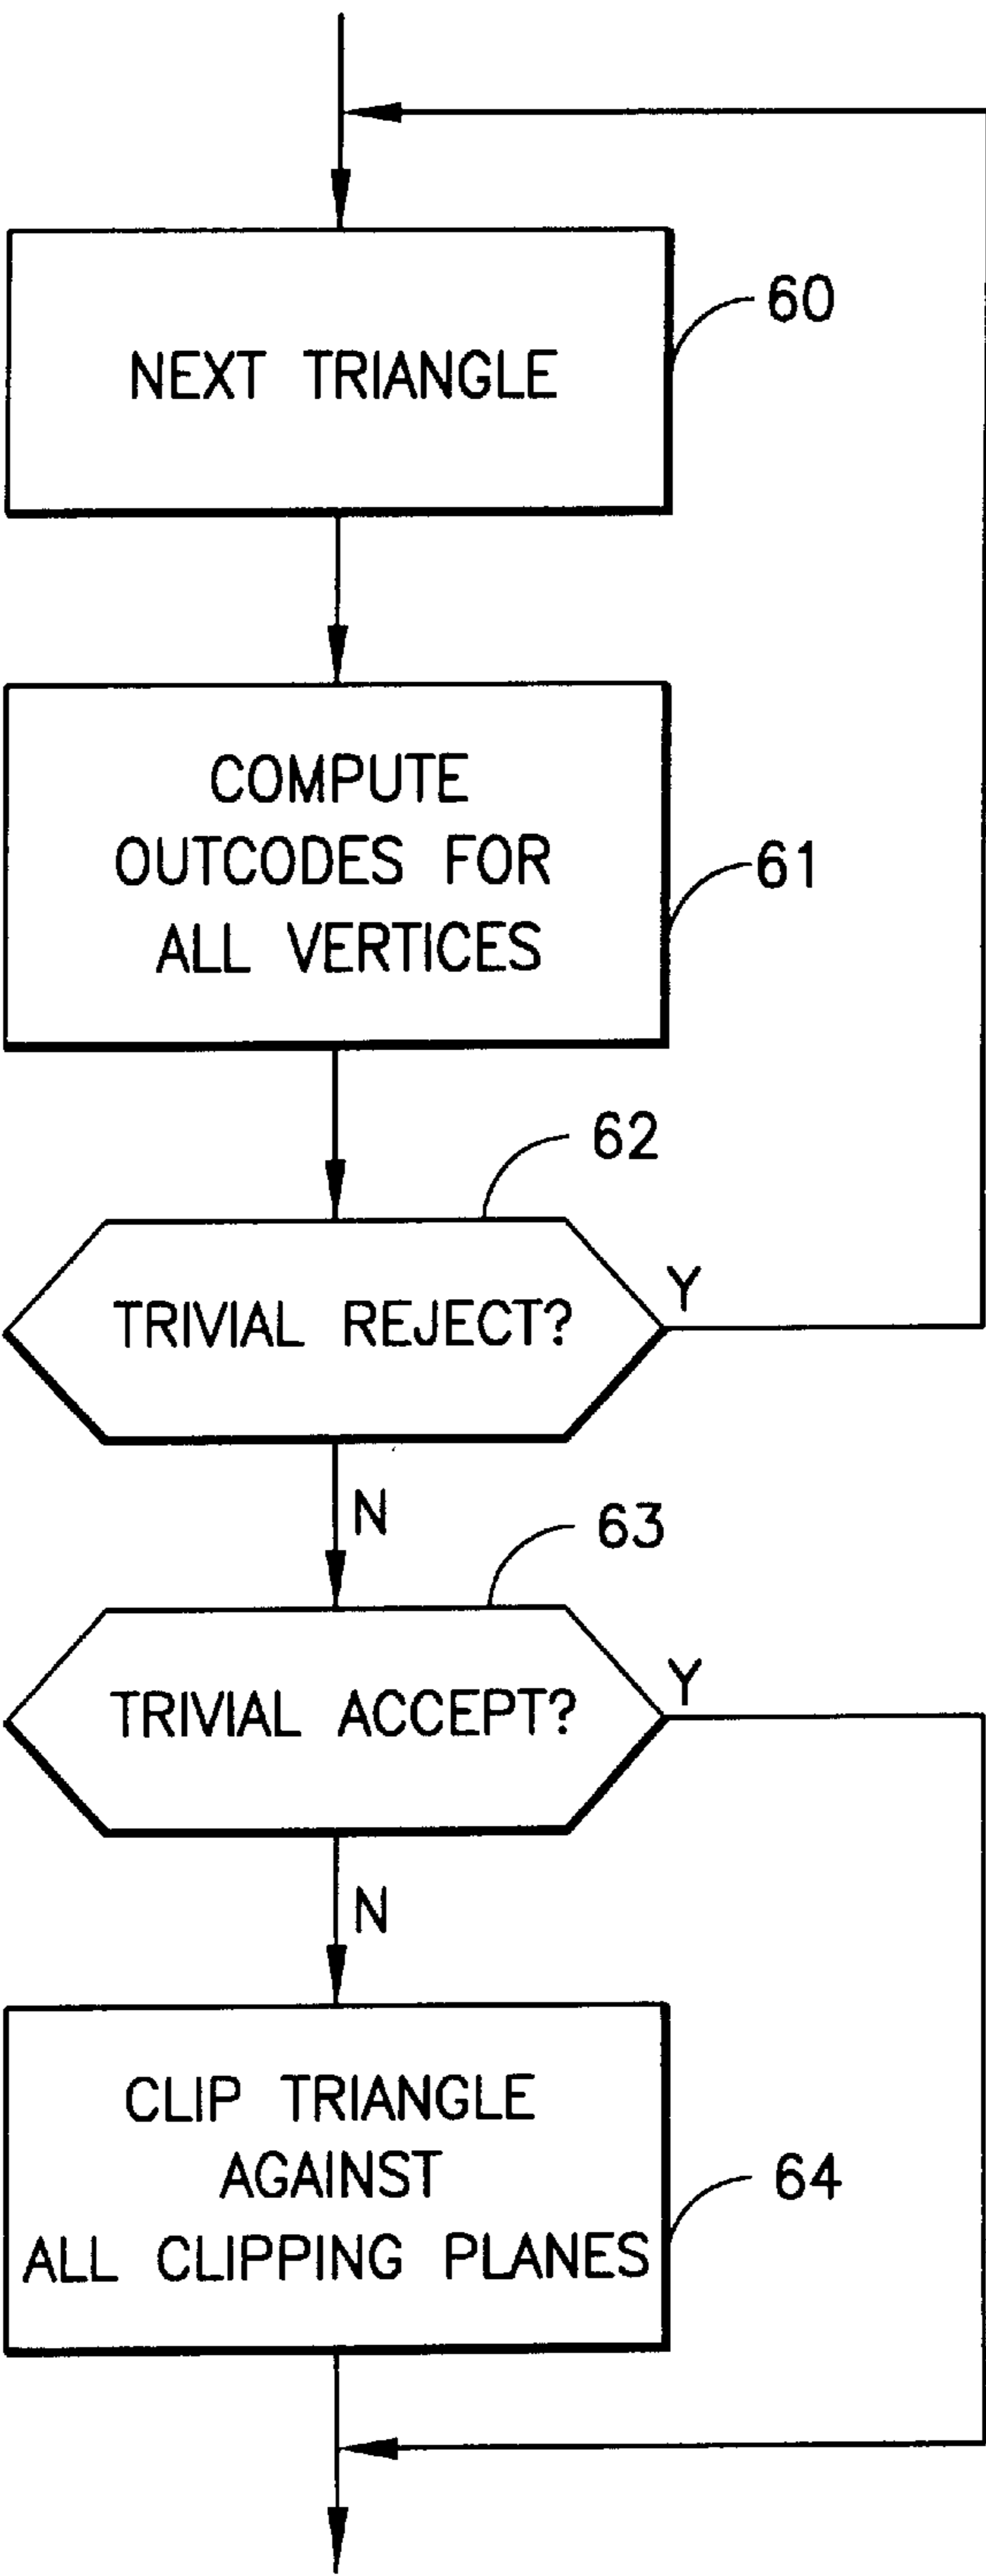 60
NEXT TRIANGLE
COMPUTE
OUTCODES FOR
61
ALL VERTICES
62
Y
TRIVIAL REJECT?
N
63
Y
TRIVIAL ACCEPT?
N
CLIP TRIANGLE
AGAINST
64
ALL CLIPPING PLANES